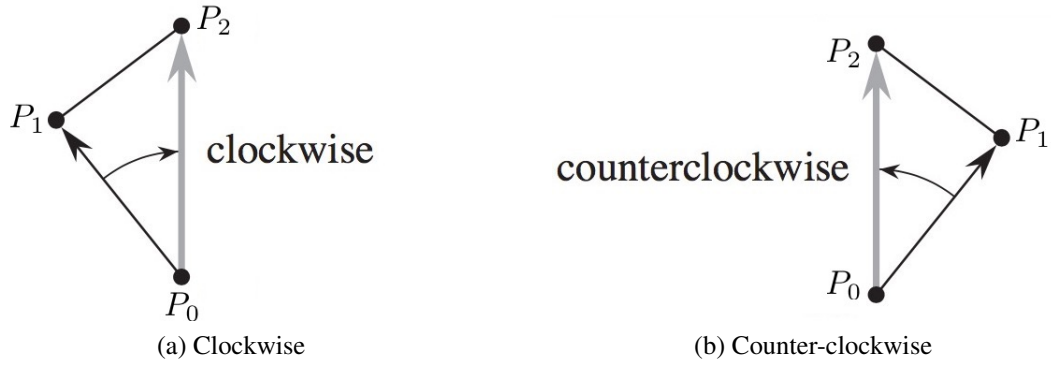 P₂
P₁
clockwise
P₀
(a) Clockwise
P₂
P₁
counterclockwise
P₀
(b) Counter-clockwise